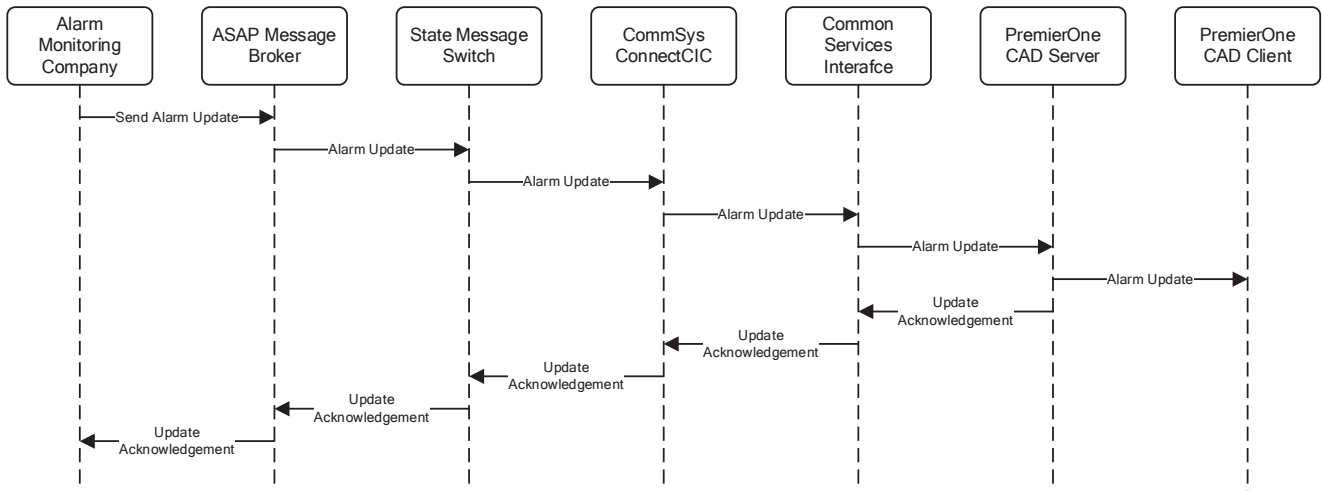 Alarm
Monitoring
Company
ASAP Message
Broker
State Message
Switch
CommSys
ConnectCIC
Common
Services
Interafce
PremierOne
CAD Server
PremierOne
CAD Client
Send Alarm Update
Alarm Update
Alarm Update
Alarm Update
Alarm Update
Alarm Update
Update
Acknowledgement
Update
Acknowledgement
Update
Acknowledgement
Update
Acknowledgement
Update
Acknowledgement